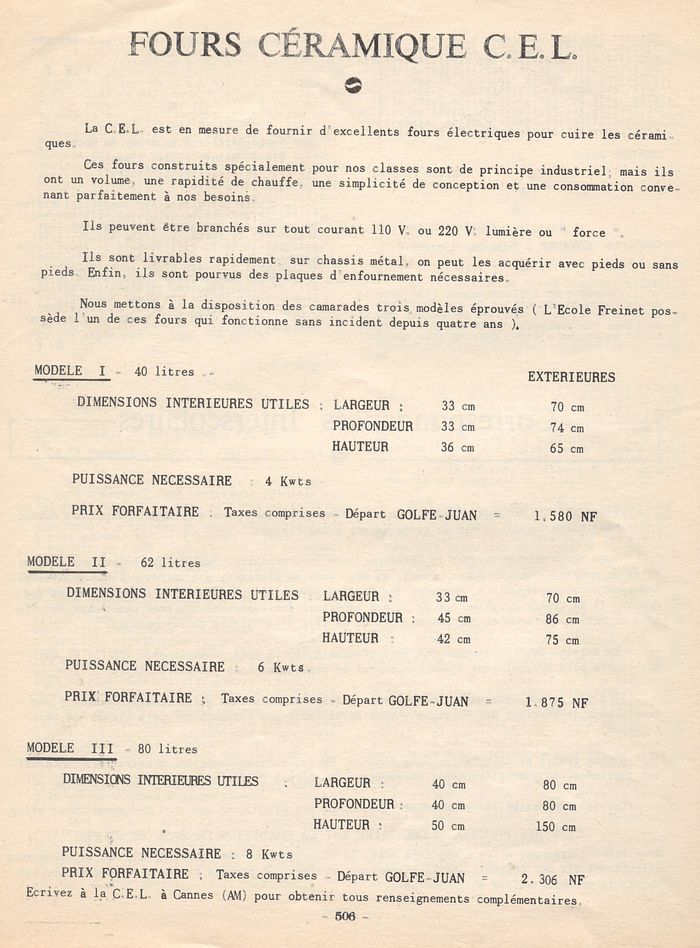 FOURS CÉRAMIQUE C.E.L.
La C.E.L. est en mesure de fournir d'excellents fours électriques pour cuire les cérami-
ques.
Ces fours construits spécialement pour nos classes sont de principe industriel, mais ils
ont un volume, une rapidité de chauffe, une simplicité de conception et une consommation conve-
nant parfaitement à nos besoins.
Ils peuvent être branchés sur tout courant 110 V. ou 220 V. lumière ou " force ".
Ils sont livrables rapidement sur chassis métal, on peut les acquérir avec pieds ou sans
pieds. Enfin, ils sont pourvus des plaques d'enfournement nécessaires.
Nous mettons à la disposition des camarades trois modèles éprouvés ( L'Ecole Freinet pos-
sède l'un de ces fours qui fonctionne sans incident depuis quatre ans ).
MODELE I - 40 litres -
EXTERIEURES
DIMENSIONS INTERIEURES UTILES : LARGEUR : 33 cm 70 cm
PROFONDEUR 33 cm 74 cm
HAUTEUR 36 cm 65 cm
PUISSANCE NECESSAIRE : 4 Kwts
PRIX FORFAITAIRE : Taxes comprises - Départ GOLFE-JUAN = 1.580 NF
MODELE II - 62 litres
DIMENSIONS INTERIEURES UTILES LARGEUR : 33 cm 70 cm
PROFONDEUR : 45 cm 86 cm
HAUTEUR : 42 cm 75 cm
PUISSANCE NECESSAIRE : 6 Kwts.
PRIX FORFAITAIRE : Taxes comprises - Départ GOLFE-JUAN = 1.875 NF
MODELE III - 80 litres
DIMENSIONS INTERIEURES UTILES : LARGEUR : 40 cm 80 cm
PROFONDEUR : 40 cm 80 cm
HAUTEUR : 50 cm 150 cm
PUISSANCE NECESSAIRE : 8 Kwts
PRIX FORFAITAIRE : Taxes comprises - Départ GOLFE-JUAN = 2.306 NF
Ecrivez à la C.E.L. à Cannes (AM) pour obtenir tous renseignements complémentaires.
- 506 -